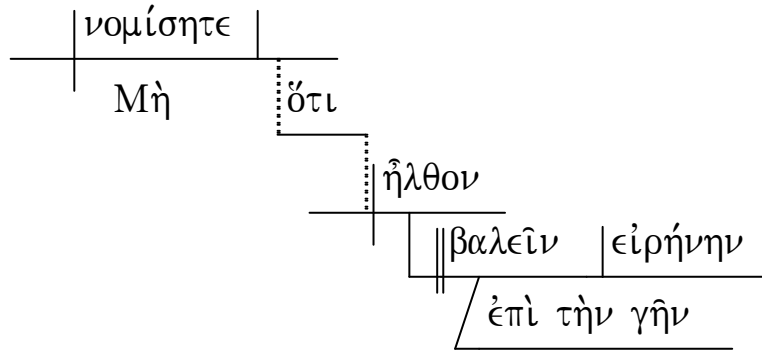 νομίσητε
Μὴ
ὅτι
ἦλθον
βαλεῖν εἰρήνην
ἐπὶ τὴν γῆν